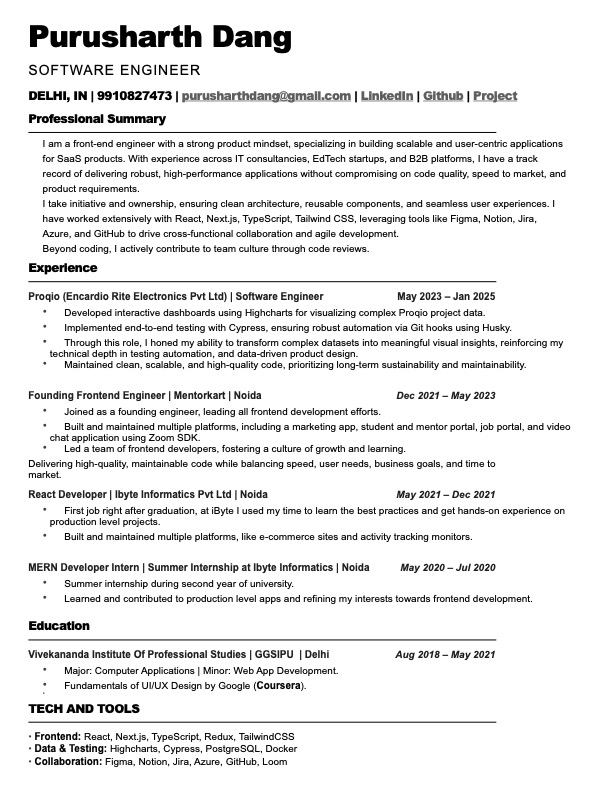 Purusharth Dang
SOFTWARE ENGINEER
DELHI, IN | 9910827473 | purusharthdang@gmail.com | LinkedIn | Github | Project
Professional Summary
I am a front-end engineer with a strong product mindset, specializing in building scalable and user-centric applications
for SaaS products. With experience across IT consultancies, EdTech startups, and B2B platforms, I have a track
record of delivering robust, high-performance applications without compromising on code quality, speed to market, and
product requirements.
I take initiative and ownership, ensuring clean architecture, reusable components, and seamless user experiences. I
have worked extensively with React, Next.js, TypeScript, Tailwind CSS, leveraging tools like Figma, Notion, Jira,
Azure, and GitHub to drive cross-functional collaboration and agile development.
Beyond coding, I actively contribute to team culture through code reviews.
Experience
Proqio (Encardio Rite Electronics Pvt Ltd) | Software Engineer May 2023 – Jan 2025
• Developed interactive dashboards using Highcharts for visualizing complex Proqio project data.
• Implemented end-to-end testing with Cypress, ensuring robust automation via Git hooks using Husky.
• Through this role, I honed my ability to transform complex datasets into meaningful visual insights, reinforcing my
technical depth in testing automation, and data-driven product design.
• Maintained clean, scalable, and high-quality code, prioritizing long-term sustainability and maintainability.
Founding Frontend Engineer | Mentorkart | Noida Dec 2021 – May 2023
• Joined as a founding engineer, leading all frontend development efforts.
• Built and maintained multiple platforms, including a marketing app, student and mentor portal, job portal, and video
chat application using Zoom SDK.
• Led a team of frontend developers, fostering a culture of growth and learning.
Delivering high-quality, maintainable code while balancing speed, user needs, business goals, and time to
market.
React Developer | Ibyte Informatics Pvt Ltd | Noida May 2021 – Dec 2021
• First job right after graduation, at iByte I used my time to learn the best practices and get hands-on experience on
production level projects.
• Built and maintained multiple platforms, like e-commerce sites and activity tracking monitors.
MERN Developer Intern | Summer Internship at Ibyte Informatics | Noida May 2020 – Jul 2020
• Summer internship during second year of university.
• Learned and contributed to production level apps and refining my interests towards frontend development.
Education
Vivekananda Institute Of Professional Studies | GGSIPU | Delhi Aug 2018 – May 2021
• Major: Computer Applications | Minor: Web App Development.
• Fundamentals of UI/UX Design by Google (Coursera).
•
TECH AND TOOLS
• Frontend: React, Next.js, TypeScript, Redux, TailwindCSS
• Data & Testing: Highcharts, Cypress, PostgreSQL, Docker
• Collaboration: Figma, Notion, Jira, Azure, GitHub, Loom